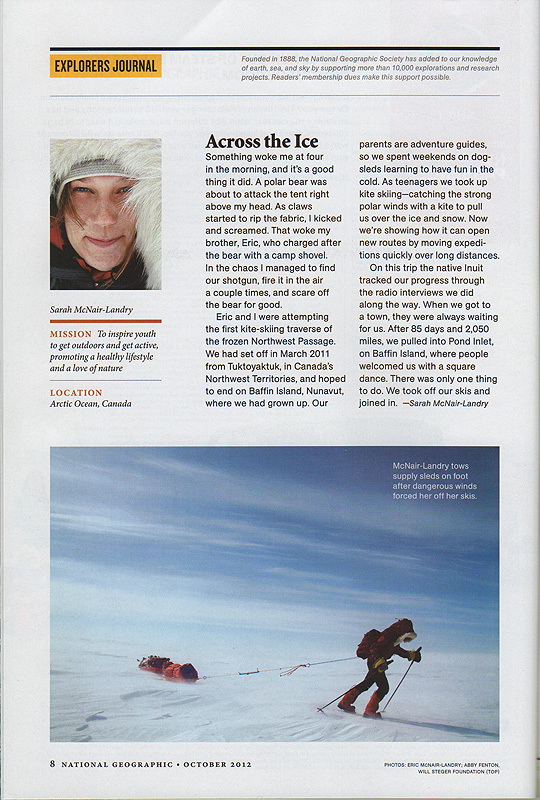 EXPLORERS JOURNAL
Founded in 1888, the National Geographic Society has added to our knowledge
of earth, sea, and sky by supporting more than 10,000 explorations and research
projects. Readers' membership dues make this support possible.
Sarah McNair-Landry
MISSION To inspire youth
to get outdoors and get active,
promoting a healthy lifestyle
and a love of nature
LOCATION
Arctic Ocean, Canada
Across the Ice
Something woke me at four
in the morning, and it's a good
thing it did. A polar bear was
about to attack the tent right
above my head. As claws
started to rip the fabric, I kicked
and screamed. That woke my
brother, Eric, who charged after
the bear with a camp shovel.
In the chaos I managed to find
our shotgun, fire it in the air
a couple times, and scare off
the bear for good.
Eric and I were attempting
the first kite-skiing traverse of
the frozen Northwest Passage.
We had set off in March 2011
from Tuktoyaktuk, in Canada's
Northwest Territories, and hoped
to end on Baffin Island, Nunavut,
where we had grown up. Our
parents are adventure guides,
so we spent weekends on dog-
sleds learning to have fun in the
cold. As teenagers we took up
kite skiing—catching the strong
polar winds with a kite to pull
us over the ice and snow. Now
we're showing how it can open
new routes by moving expedi-
tions quickly over long distances.
On this trip the native Inuit
tracked our progress through
the radio interviews we did
along the way. When we got to
a town, they were always waiting
for us. After 85 days and 2,050
miles, we pulled into Pond Inlet,
on Baffin Island, where people
welcomed us with a square
dance. There was only one thing
to do. We took off our skis and
joined in. —Sarah McNair-Landry
McNair-Landry tows
supply sleds on foot
after dangerous winds
forced her off her skis.
8 NATIONAL GEOGRAPHIC • OCTOBER 2012
PHOTOS: ERIC MCNAIR-LANDRY; ABBY FENTON,
WILL STEGER FOUNDATION (TOP)